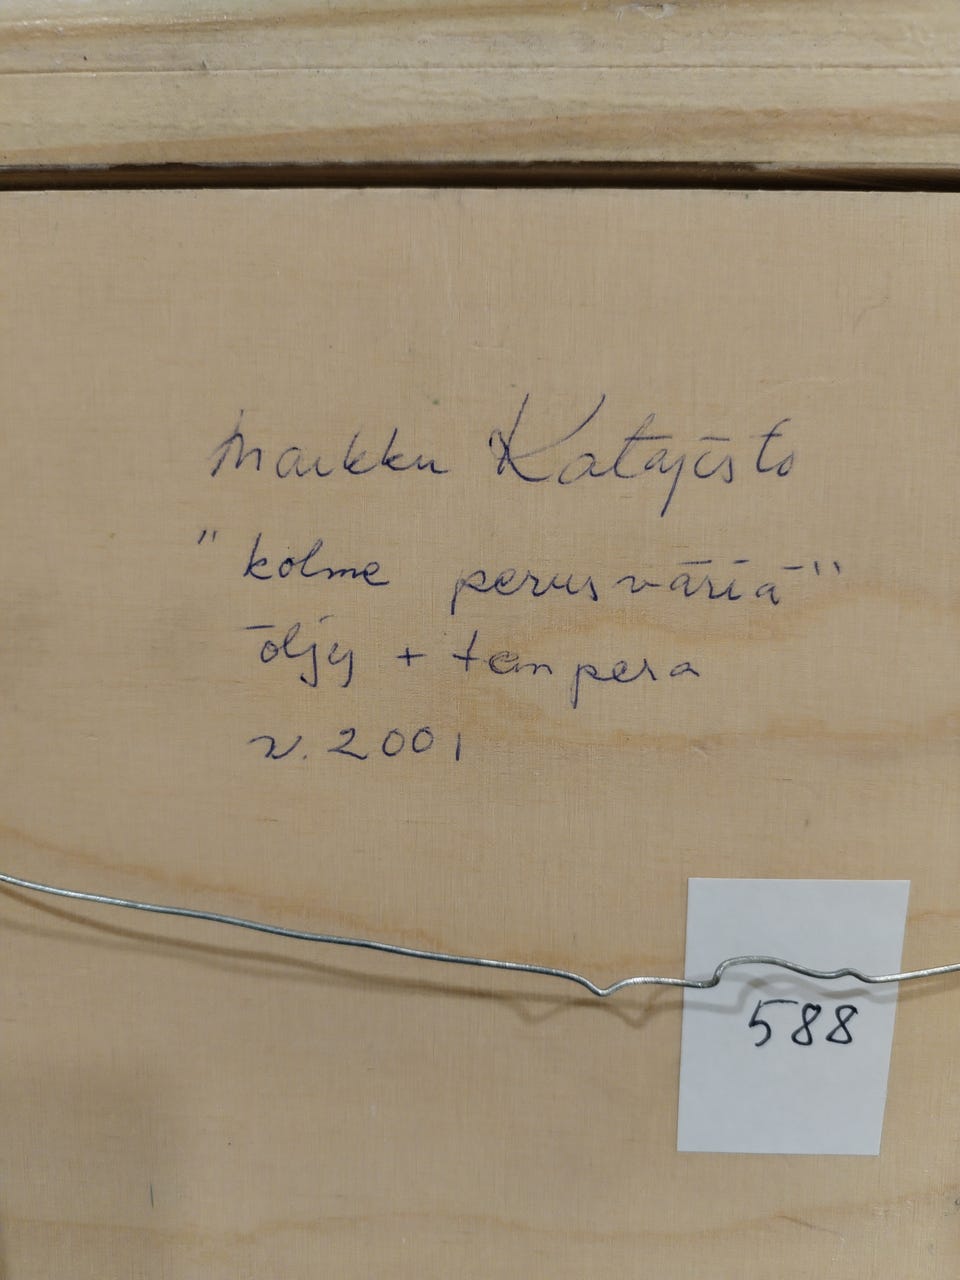 Markku Katajisto
"kolme perusväriä"
öljy + tempera
v. 2001
588